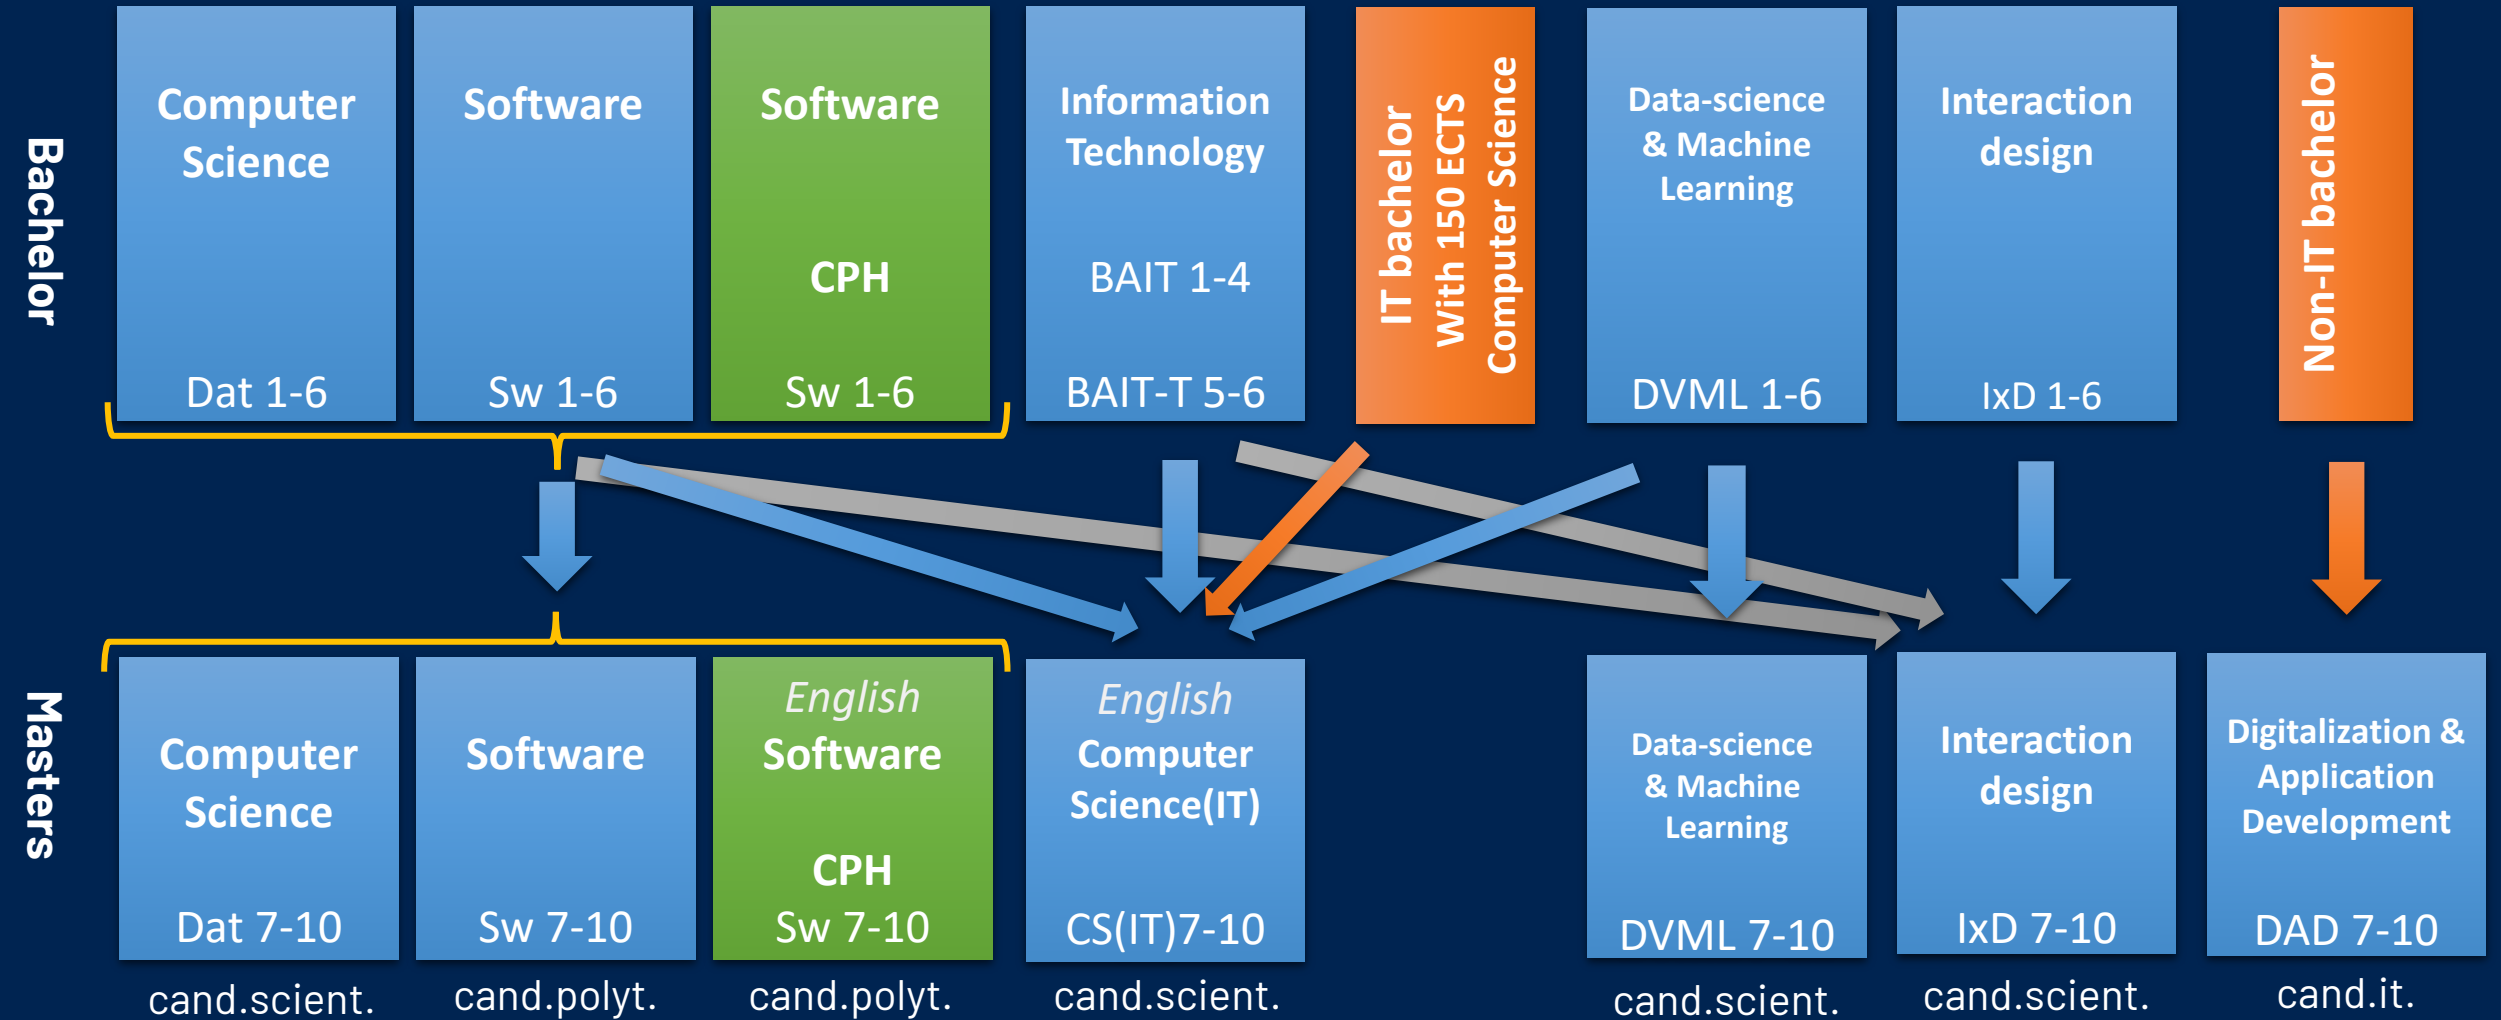 Bachelor
Computer
Science
Dat 1-6
Software
Sw 1-6
Software
CPH
Sw 1-6
Information
Technology
BAIT 1-4
BAIT-T 5-6
IT bachelor
With 150 ECTS
Computer Science
Data-science
& Machine
Learning
DVML 1-6
Interaction
design
IxD 1-6
Non-IT bachelor
Masters
Computer
Science
Dat 7-10
cand.scient.
Software
Sw 7-10
cand.polyt.
English
Software
CPH
Sw 7-10
cand.polyt.
English
Computer
Science(IT)
CS(IT)7-10
cand.scient.
Data-science
& Machine
Learning
DVML 7-10
cand.scient.
Interaction
design
IxD 7-10
cand.scient.
Digitalization &
Application
Development
DAD 7-10
cand.it.